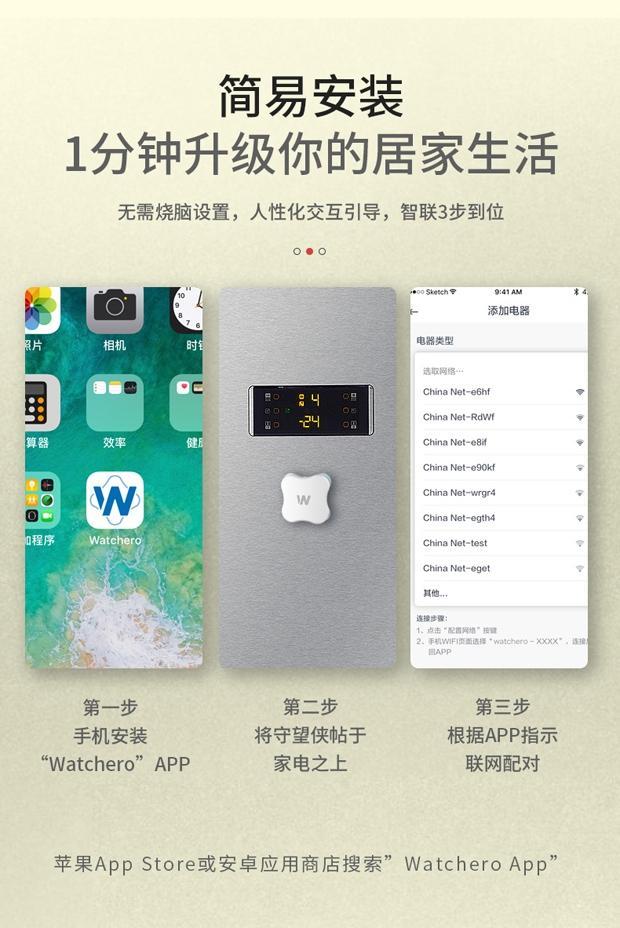 简易安装
1分钟升级你的居家生活
无需烧脑设置，人性化交互引导，智联3步到位
照片
相机
时钟
计算器
效率
健康
附加程序
Watchero
4
-24
W
Sketch
9:41 AM
4
添加电器
电器类型
选取网络…
China Net-e6hf
China Net-RdWf
China Net-e8if
China Net-e90kf
China Net-wrgr4
China Net-egth4
China Net-test
China Net-eget
其他...
连接步骤：
1、点击“配置网络”按键
2、手机WIFI页面选择“watchero - XXXX”，连接后
回APP
第一步
手机安装
“Watchero”APP
第二步
将守望侠帖于
家电之上
第三步
根据APP指示
联网配对
苹果App Store或安卓应用商店搜索”Watchero App”